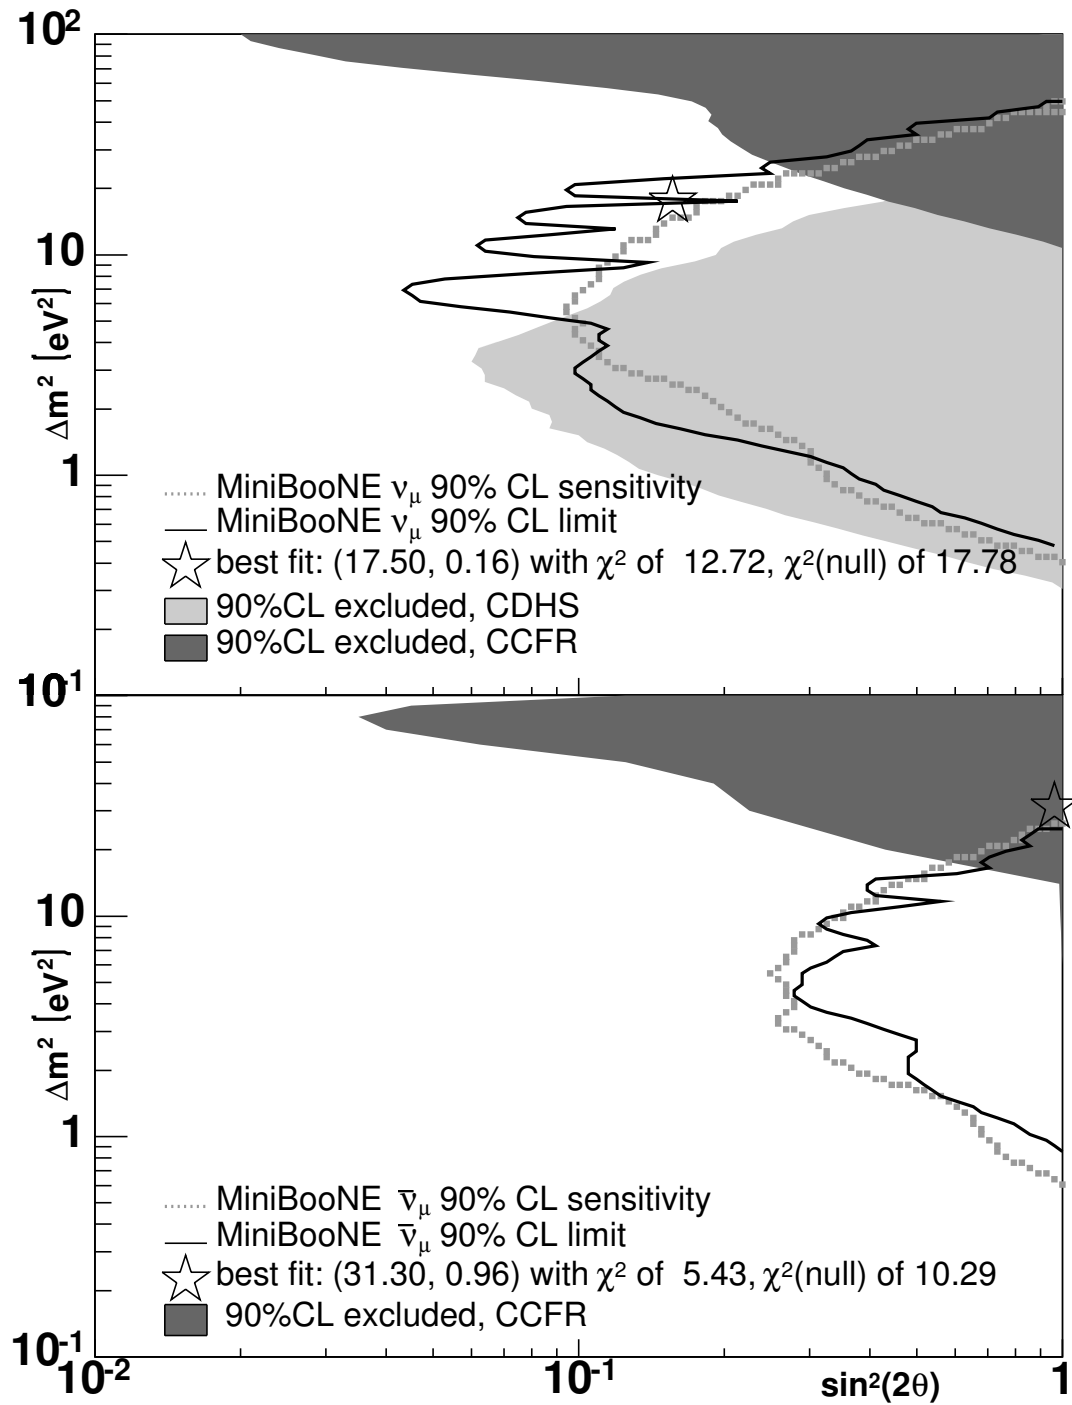 10²
10
Δm² [eV²]
1
MiniBooNE νμ 90% CL sensitivity
MiniBooNE νμ 90% CL limit
best fit: (17.50, 0.16) with χ² of 12.72, χ²(null) of 17.78
90%CL excluded, CDHS
90%CL excluded, CCFR
10⁻¹
10
Δm² [eV²]
1
MiniBooNE ν̄μ 90% CL sensitivity
MiniBooNE ν̄μ 90% CL limit
best fit: (31.30, 0.96) with χ² of 5.43, χ²(null) of 10.29
90%CL excluded, CCFR
10⁻¹
10⁻² 10⁻¹ sin²(2θ) 1